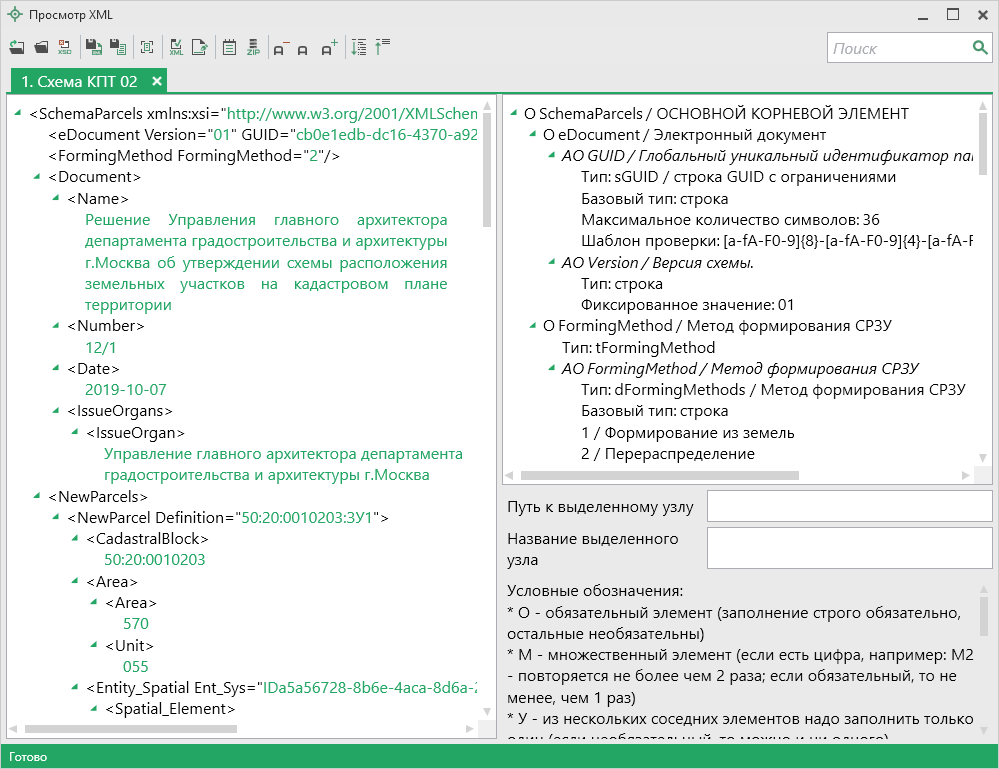 Просмотр XML
XSD
XML
ZIP
Поиск
1. Схема КПТ 02
<SchemaParcels xmlns:xsi="http://www.w3.org/2001/XMLSchem
<eDocument Version="01" GUID="cb0e1edb-dc16-4370-a92
<FormingMethod FormingMethod="2"/>
<Document>
<Name>
Решение Управления главного архитектора
департамента градостроительства и архитектуры
г.Москва об утверждении схемы расположения
земельных участков на кадастровом плане
территории
<Number>
12/1
<Date>
2019-10-07
<IssueOrgans>
<IssueOrgan>
Управление главного архитектора департамента
градостроительства и архитектуры г.Москва
<NewParcels>
<NewParcel Definition="50:20:0010203:ЗУ1">
<CadastralBlock>
50:20:0010203
<Area>
<Area>
570
<Unit>
055
<Entity_Spatial Ent_Sys="IDa5a56728-8b6e-4aca-8d6a-2
<Spatial_Element>
О SchemaParcels / ОСНОВНОЙ КОРНЕВОЙ ЭЛЕМЕНТ
О eDocument / Электронный документ
АО GUID / Глобальный уникальный идентификатор па
Тип: sGUID / строка GUID с ограничениями
Базовый тип: строка
Максимальное количество символов: 36
Шаблон проверки: [a-fA-F0-9]{8}-[a-fA-F0-9]{4}-[a-fA-F
АО Version / Версия схемы.
Тип: строка
Фиксированное значение: 01
О FormingMethod / Метод формирования СРЗУ
Тип: tFormingMethod
АО FormingMethod / Метод формирования СРЗУ
Тип: dFormingMethods / Метод формирования СРЗУ
Базовый тип: строка
1 / Формирование из земель
2 / Перераспределение
Путь к выделенному узлу
Название выделенного
узла
Условные обозначения:
* О - обязательный элемент (заполнение строго обязательно,
остальные необязательны)
* М - множественный элемент (если есть цифра, например: М2
- повторяется не более чем 2 раза; если обязательный, то не
менее, чем 1 раз)
* У - из нескольких соседних элементов надо заполнить только
один (если необязательный, то можно и ни одного)
Готово